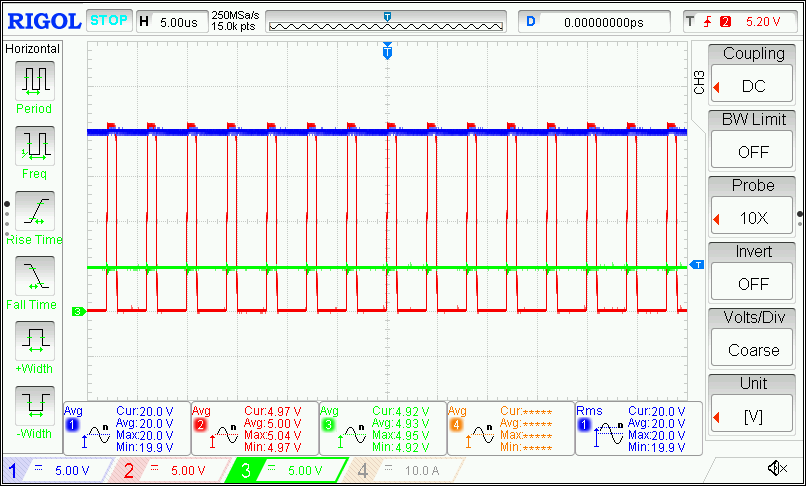 RIGOL STOP H 5.00us 250MSa/s D 0.00000000ps T 2 5.20 V
15.0k pts
T
Horizontal
Period
Freq
Rise Time
Fall Time
+Width
-Width
T
3
CH3
Coupling
DC
BW Limit
OFF
Probe
10X
Invert
OFF
Volts/Div
Coarse
Unit
[V]
Avg
1
n
Cur:20.0 V
Avg:20.0 V
Max:20.0 V
Min:19.9 V
Avg
2
n
Cur:4.97 V
Avg:5.00 V
Max:5.04 V
Min:4.97 V
Avg
3
n
Cur:4.92 V
Avg:4.93 V
Max:4.95 V
Min:4.92 V
Avg
4
n
Cur:*****
Avg:*****
Max:*****
Min:*****
Rms
1
n
Cur:20.0 V
Avg:20.0 V
Max:20.0 V
Min:19.9 V
1 5.00 V 2 5.00 V 3 5.00 V 4 10.0 A